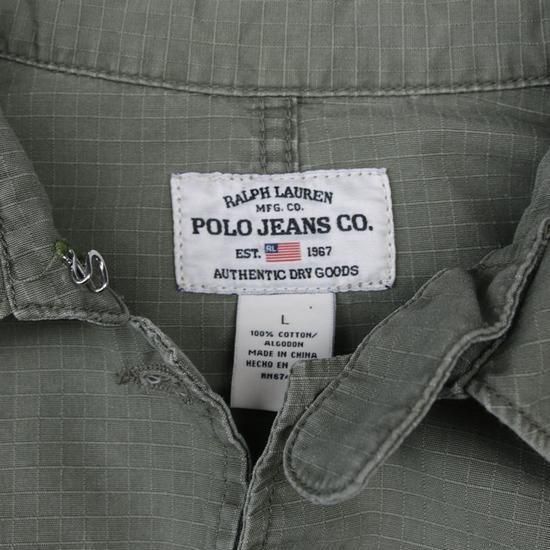 RALPH LAUREN
MFG. CO.
POLO JEANS CO.
EST. RL 1967
AUTHENTIC DRY GOODS
L
100% COTTON/
ALGODON
MADE IN CHINA
HECHO EN